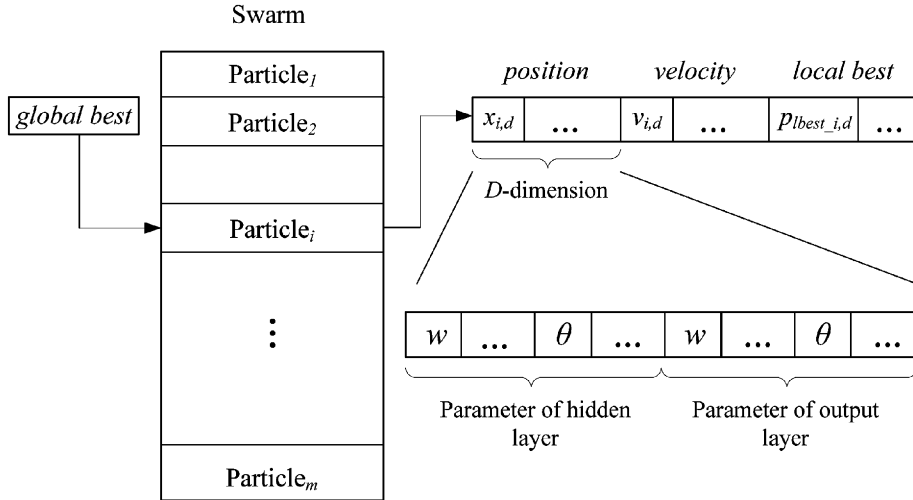 Swarm
global best
Particle1
Particle2
Particlei
⋮
Particlem
position velocity local best
xi,d ... vi,d ... plbest_i,d ...
D-dimension
w ... θ ... w ... θ ...
Parameter of hidden
layer
Parameter of output
layer